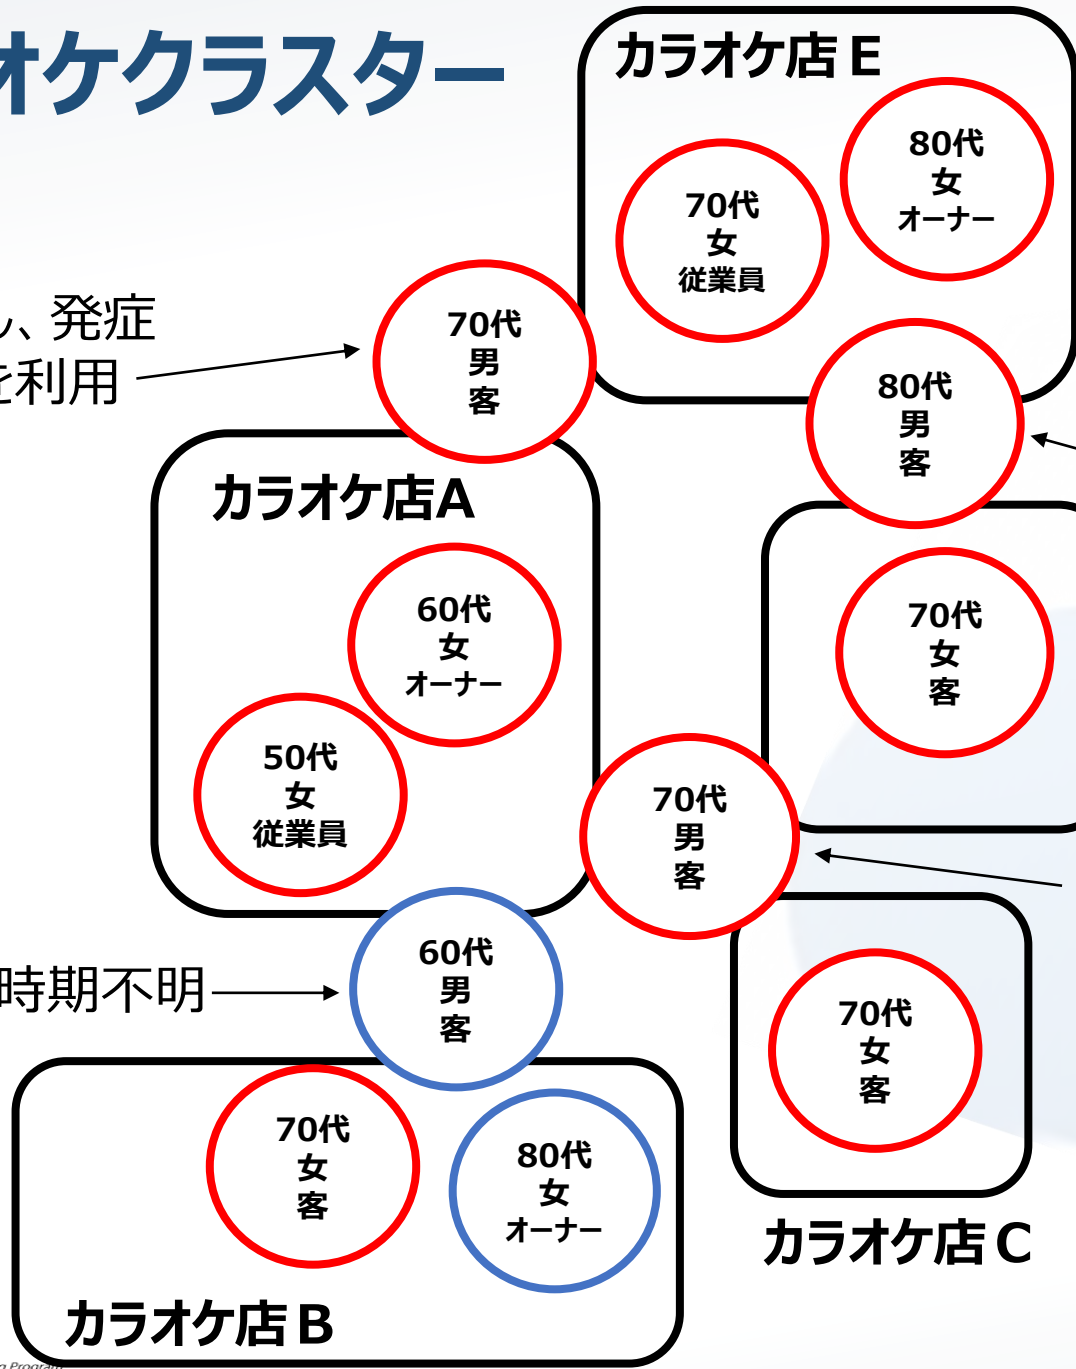 オケクラスター
カラオケ店 E
80代
女
オーナー
70代
女
従業員
ん、発症
を利用
70代
男
客
80代
男
客
カラオケ店A
60代
女
オーナー
50代
女
従業員
70代
女
客
70代
男
客
時期不明
60代
男
客
70代
女
客
70代
女
客
80代
女
オーナー
カラオケ店 C
カラオケ店 B
Program